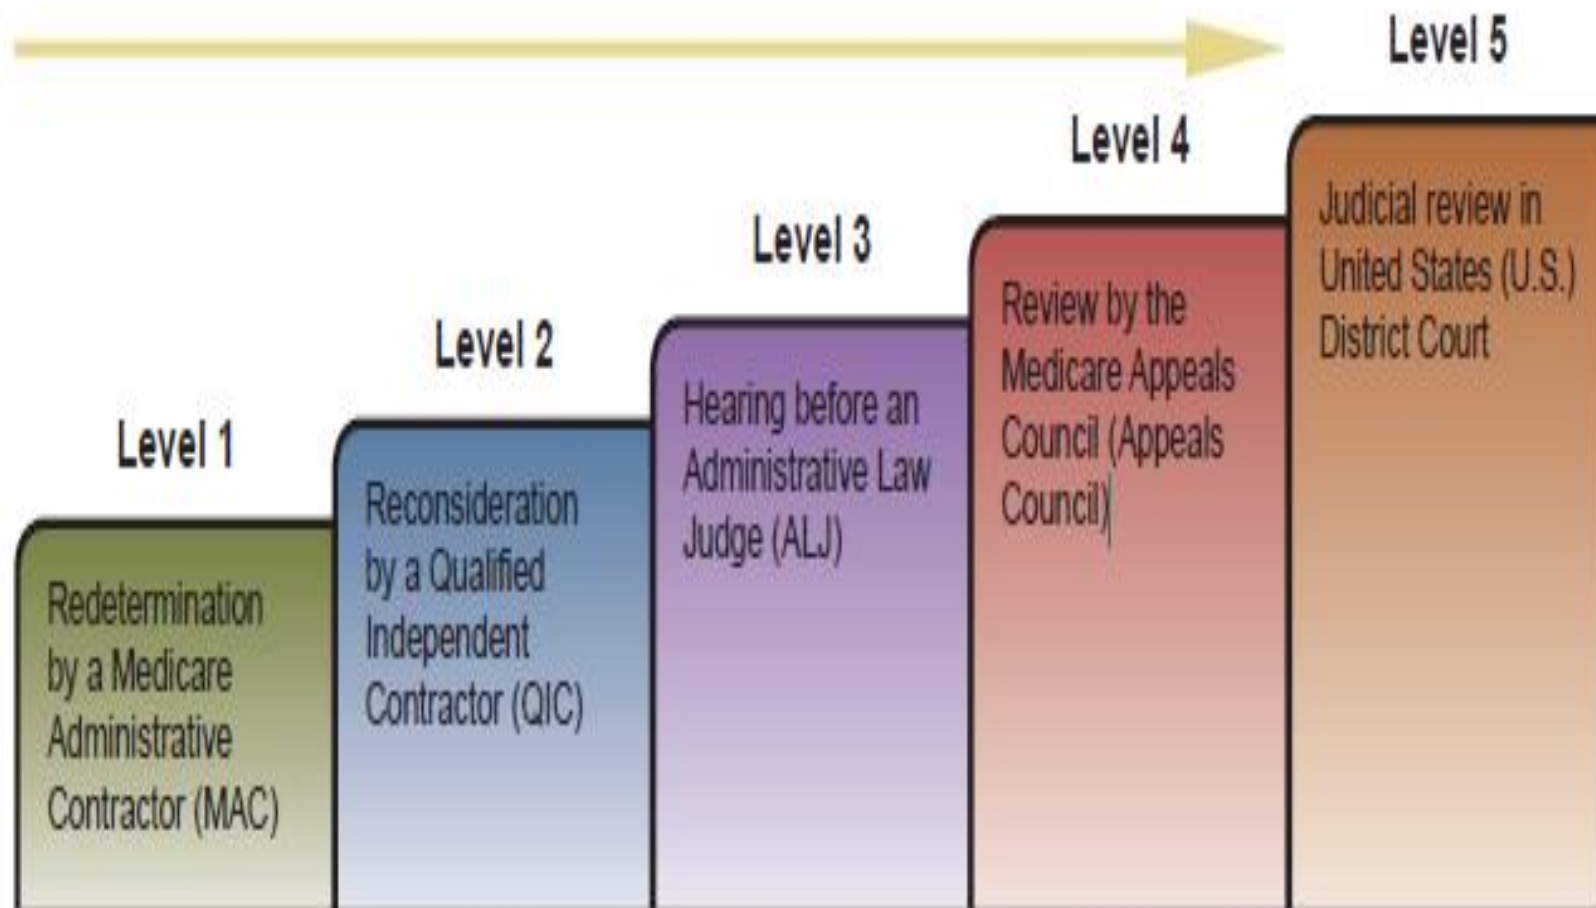 Level 1
Redetermination
by a Medicare
Administrative
Contractor (MAC)
Level 2
Reconsideration
by a Qualified
Independent
Contractor (QIC)
Level 3
Hearing before an
Administrative Law
Judge (ALJ)
Level 4
Review by the
Medicare Appeals
Council (Appeals
Council)
Level 5
Judicial review in
United States (U.S.)
District Court